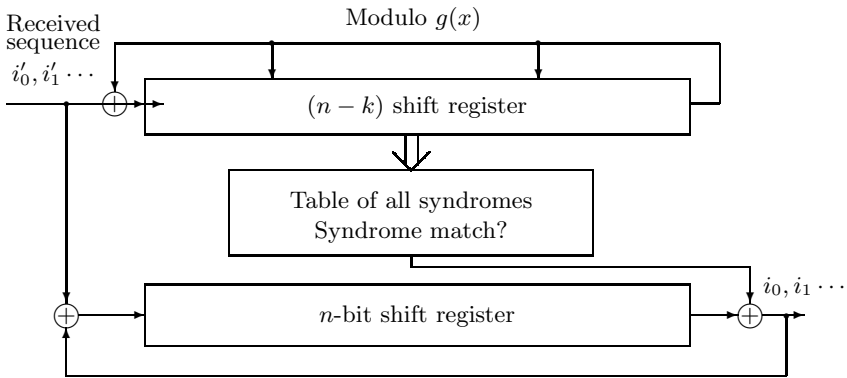 Modulo g(x)
Received
sequence
i′₀, i′₁ ⋯
(n − k) shift register
Table of all syndromes
Syndrome match?
i₀, i₁ ⋯
n-bit shift register